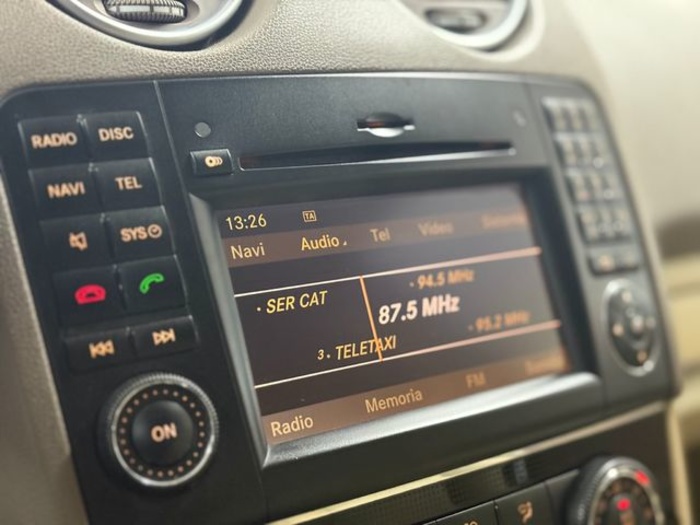 RADIO DISC
NAVI TEL
SYS
ON
13:26 TA
Navi Audio Tel Video
· 94.5 MHz
· SER CAT
87.5 MHz
3 · TELETAXI
· 95.2 MHz
Radio Memoria FM